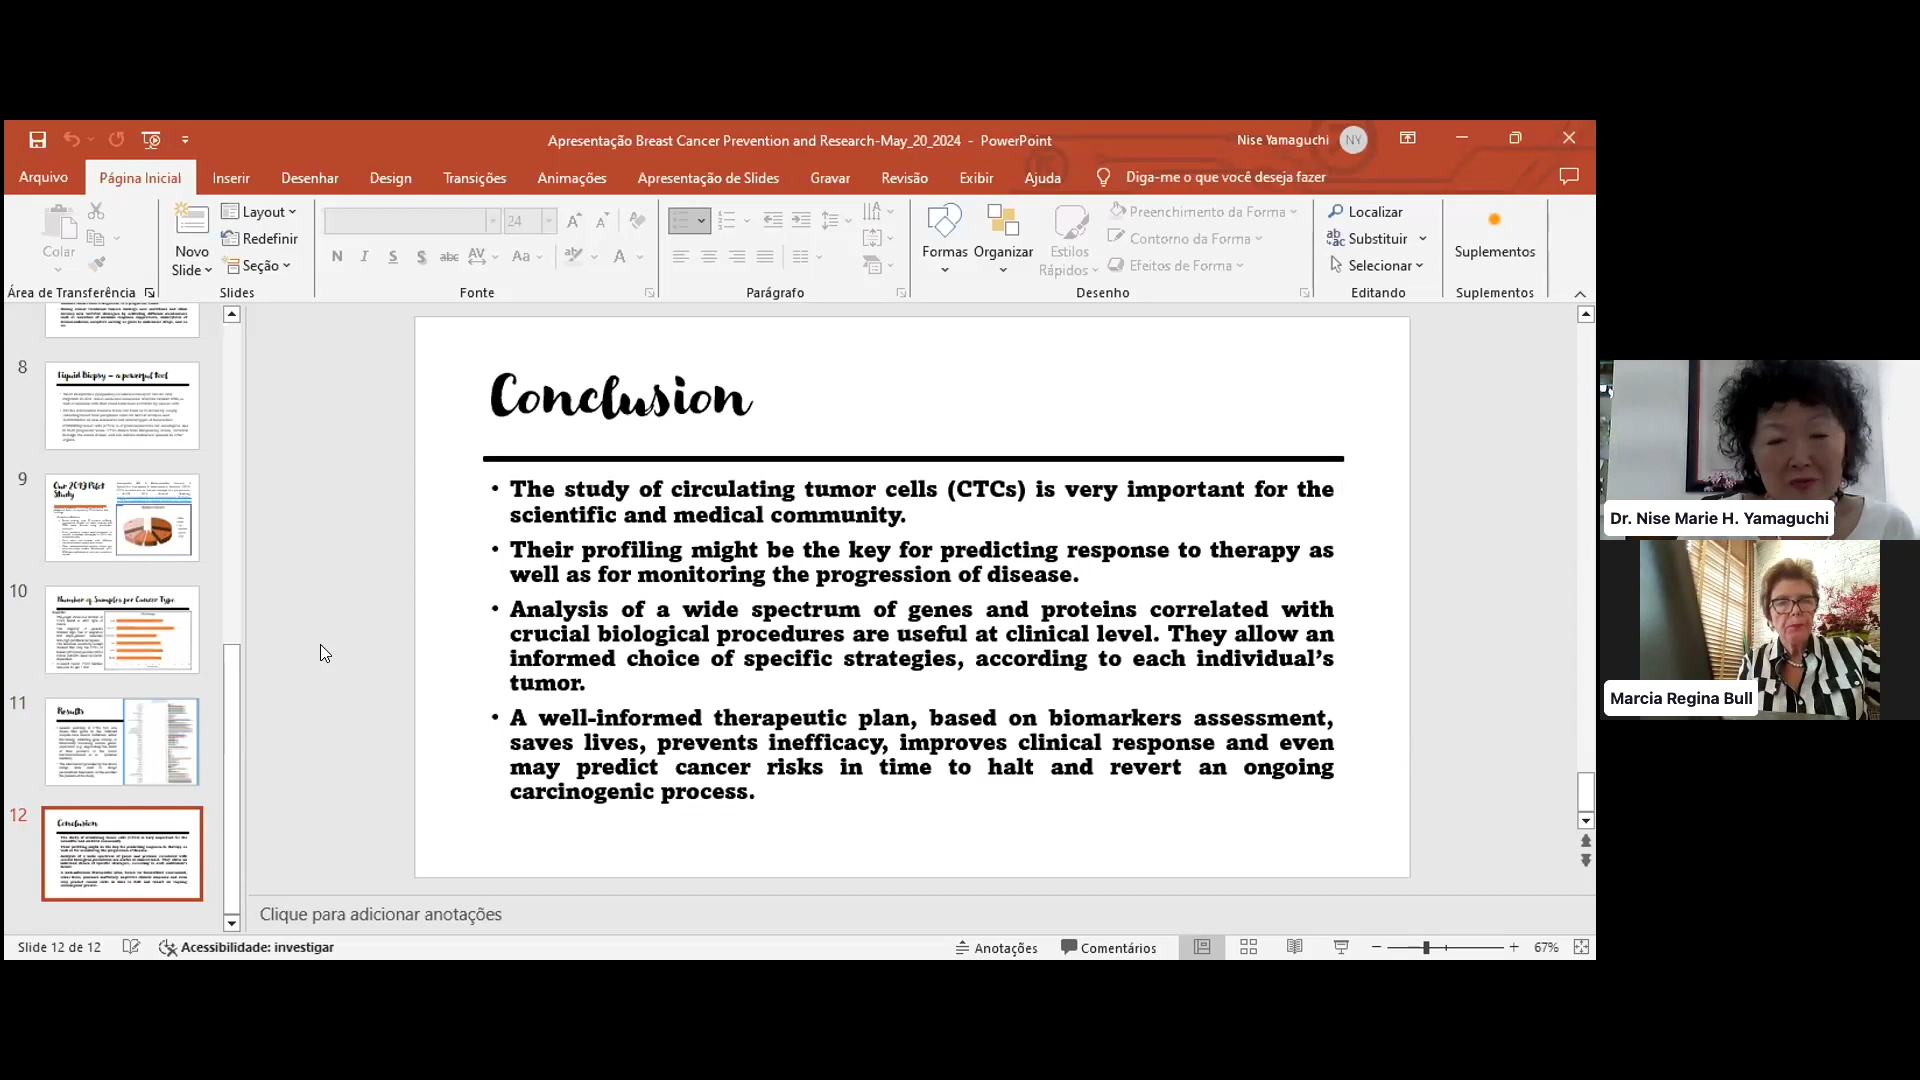 Apresentação Breast Cancer Prevention and Research-May_20_2024 - PowerPoint
Nise Yamaguchi
NY
Arquivo
Página Inicial
Inserir
Desenhar
Design
Transições
Animações
Apresentação de Slides
Gravar
Revisão
Exibir
Ajuda
Diga-me o que você deseja fazer
Colar
Novo
Slide
Layout
Redefinir
Seção
24
N I S S abc AV Aa A
Formas
Organizar
Estilos
Rápidos
Preenchimento da Forma
Contorno da Forma
Efeitos de Forma
Localizar
Substituir
Selecionar
Suplementos
Área de Transferência
Slides
Fonte
Parágrafo
Desenho
Editando
Suplementos
8
Liquid Biopsy – a powerful tool
9
Our 2019 Pilot
Study
10
Number of Samples per Cancer Type
11
Results
12
Conclusion
Conclusion
• The study of circulating tumor cells (CTCs) is very important for the
scientific and medical community.
• Their profiling might be the key for predicting response to therapy as
well as for monitoring the progression of disease.
• Analysis of a wide spectrum of genes and proteins correlated with
crucial biological procedures are useful at clinical level. They allow an
informed choice of specific strategies, according to each individual’s
tumor.
• A well-informed therapeutic plan, based on biomarkers assessment,
saves lives, prevents inefficacy, improves clinical response and even
may predict cancer risks in time to halt and revert an ongoing
carcinogenic process.
Clique para adicionar anotações
Slide 12 de 12
Acessibilidade: investigar
Anotações
Comentários
67%
Dr. Nise Marie H. Yamaguchi
Marcia Regina Bull